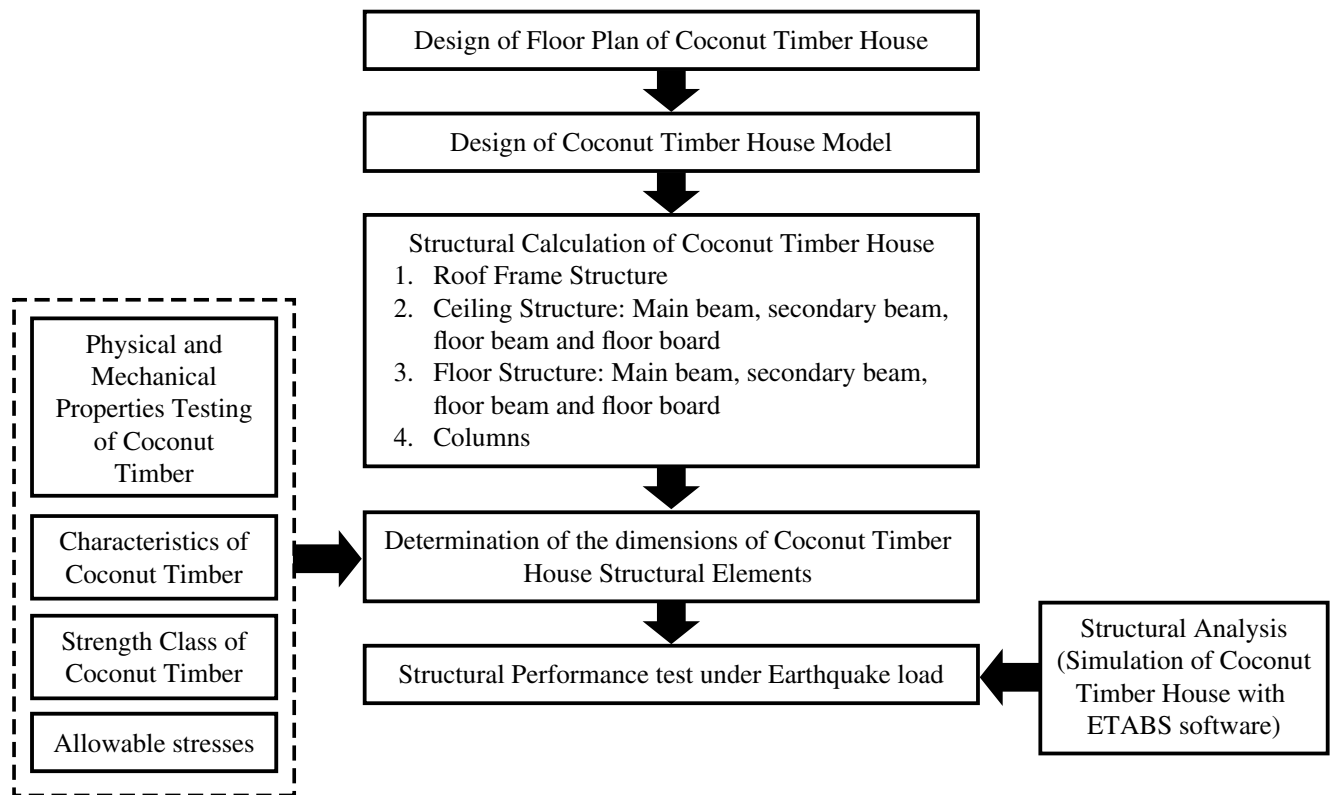 Design of Floor Plan of Coconut Timber House
Design of Coconut Timber House Model
Structural Calculation of Coconut Timber House
1. Roof Frame Structure
2. Ceiling Structure: Main beam, secondary beam,
floor beam and floor board
3. Floor Structure: Main beam, secondary beam,
floor beam and floor board
4. Columns
Physical and
Mechanical
Properties Testing
of Coconut
Timber
Characteristics of
Coconut Timber
Strength Class of
Coconut Timber
Allowable stresses
Determination of the dimensions of Coconut Timber
House Structural Elements
Structural Performance test under Earthquake load
Structural Analysis
(Simulation of Coconut
Timber House with
ETABS software)